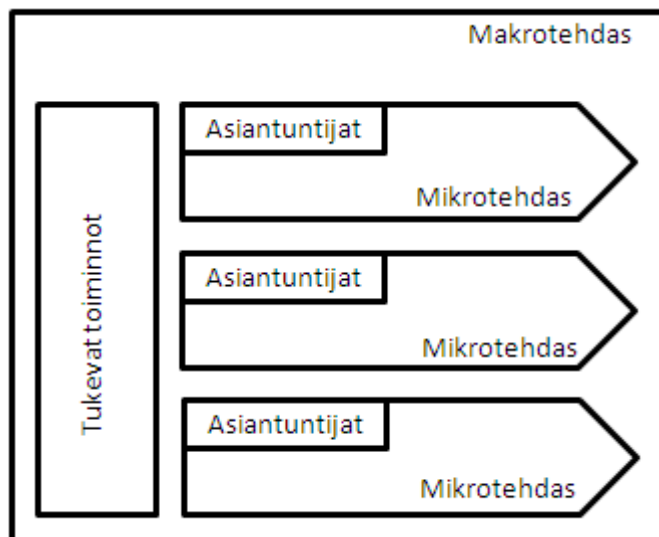 Makrotehdas
Tukevat toiminnot
Asiantuntijat
Mikrotehdas
Asiantuntijat
Mikrotehdas
Asiantuntijat
Mikrotehdas